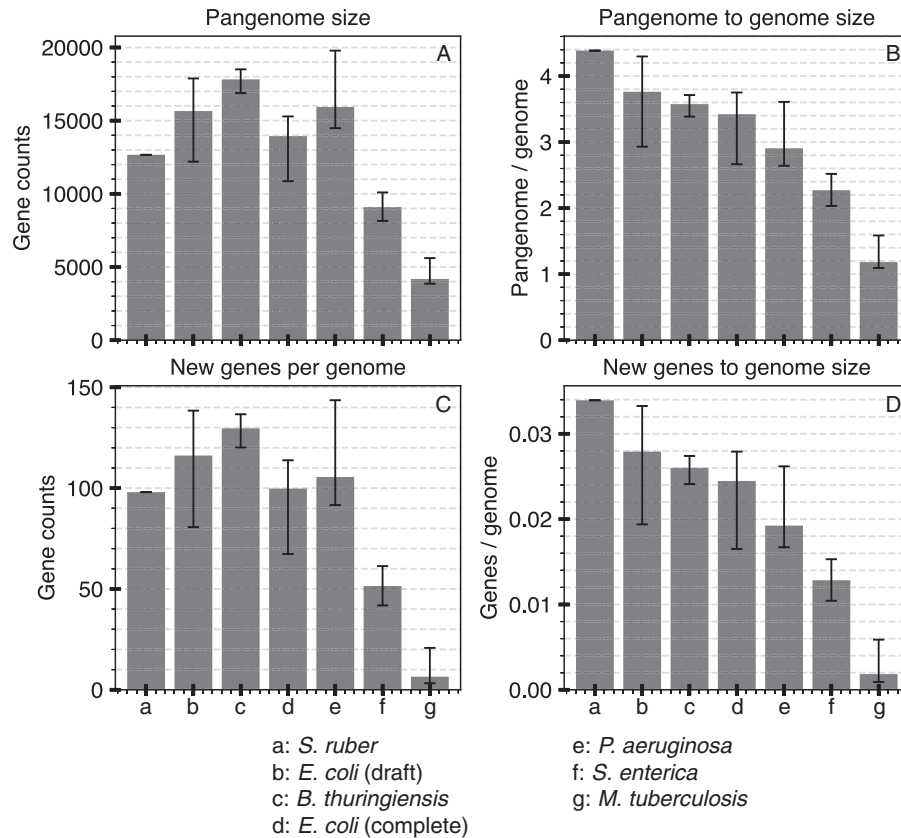 Pangenome size
A
20000
15000
10000
5000
0
Gene counts
Pangenome to genome size
B
4
3
2
1
0
Pangenome / genome
New genes per genome
C
150
100
50
0
Gene counts
a b c d e f g
New genes to genome size
D
0.03
0.02
0.01
0.00
Genes / genome
a b c d e f g
a: S. ruber
b: E. coli (draft)
c: B. thuringiensis
d: E. coli (complete)
e: P. aeruginosa
f: S. enterica
g: M. tuberculosis